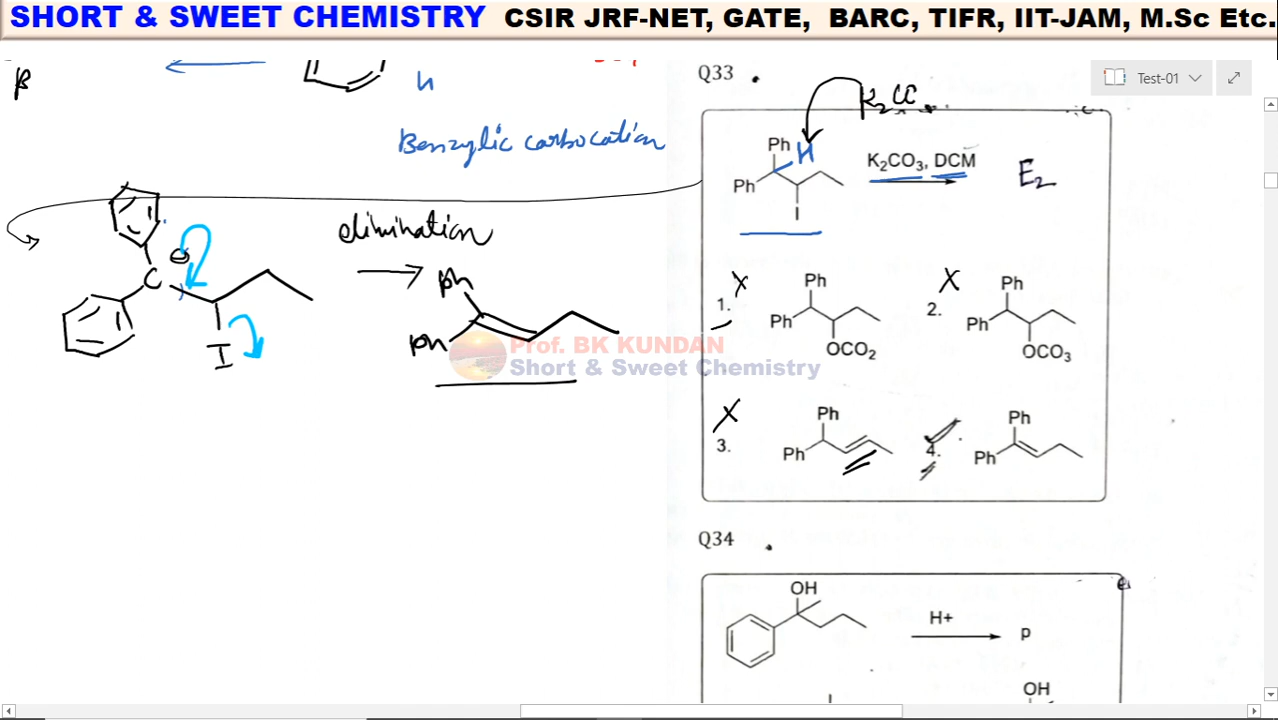 SHORT & SWEET CHEMISTRY CSIR JRF-NET, GATE, BARC, TIFR, IIT-JAM, M.Sc Etc.
β
Benzylic carbocation
elimination
C
⊖
I
Ph
Ph
Prof. BK KUNDAN
Short & Sweet Chemistry
Test-01
Q33
Ph H
Ph
I
K₂CO₃, DCM
E₂
1. Ph
Ph
OCO₂
2. Ph
Ph
OCO₃
3. Ph
Ph
4. Ph
Ph
Q34
OH
H+
p
OH